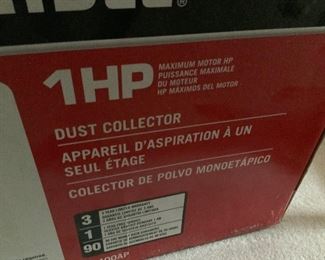 1HP
MAXIMUM MOTOR HP
PUISSANCE MAXIMALE
DU MOTEUR
HP MÁXIMOS DEL MOTOR
DUST COLLECTOR
APPAREIL D'ASPIRATION À UN
SEUL ÉTAGE
COLECTOR DE POLVO MONOETÁPICO
3
1
90